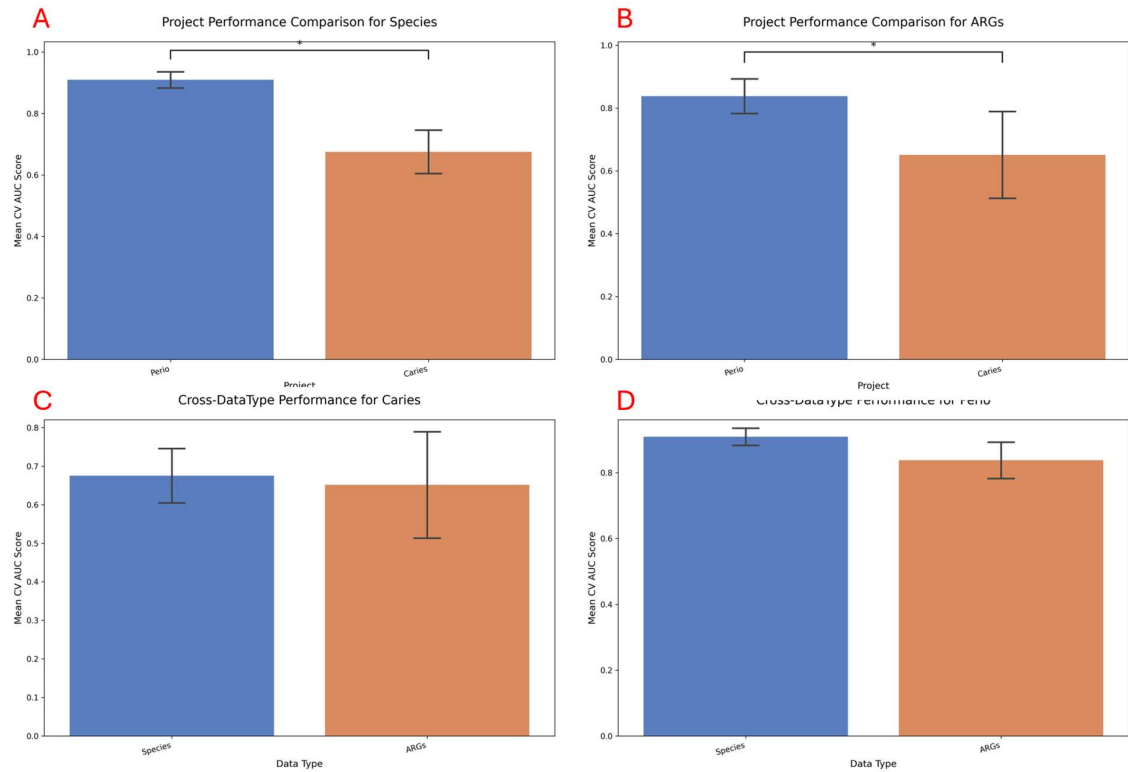 A
Project Performance Comparison for Species
*
1.0
0.8
0.6
0.4
0.2
0.0
Mean CV AUC Score
Perio
Caries
Project
B
Project Performance Comparison for ARGs
*
1.0
0.8
0.6
0.4
0.2
0.0
Mean CV AUC Score
Perio
Caries
Project
C
Cross-DataType Performance for Caries
0.8
0.7
0.6
0.5
0.4
0.3
0.2
0.1
0.0
Mean CV AUC Score
Species
ARGs
Data Type
D
Cross-DataType Performance for Perio
0.8
0.6
0.4
0.2
0.0
Mean CV AUC Score
Species
ARGs
Data Type